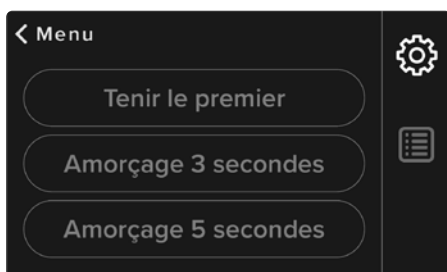 Menu
Tenir le premier
Amorçage 3 secondes
Amorçage 5 secondes